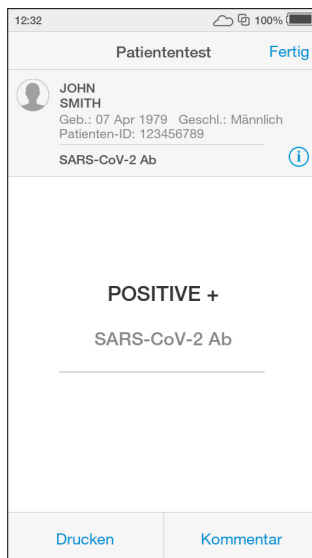 12:32 100%
Patiententest Fertig
JOHN
SMITH
Geb.: 07 Apr 1979 Geschl.: Männlich
Patienten-ID: 123456789
SARS-CoV-2 Ab i
POSITIVE +
SARS-CoV-2 Ab
Drucken Kommentar